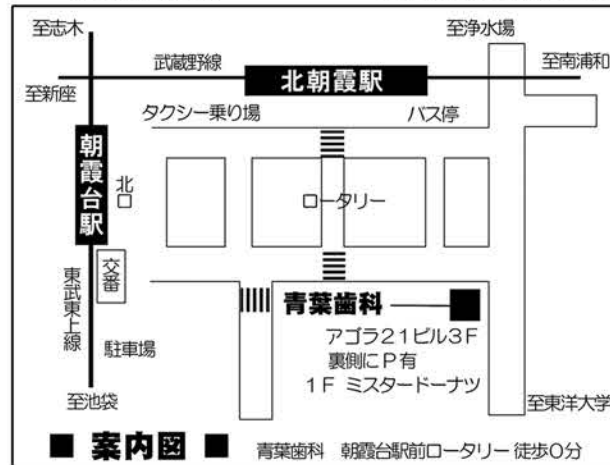 至志木
至浄水場
武蔵野線
北朝霞駅
至南浦和
至新座
タクシー乗り場
バス停
朝霞台駅
北口
ロータリー
交番
東武東上線
駐車場
青葉歯科
アゴラ21ビル3F
裏側にP有
1F ミスタードーナツ
至池袋
至東洋大学
■ 案内図 ■ 青葉歯科 朝霞台駅前ロータリー 徒歩0分